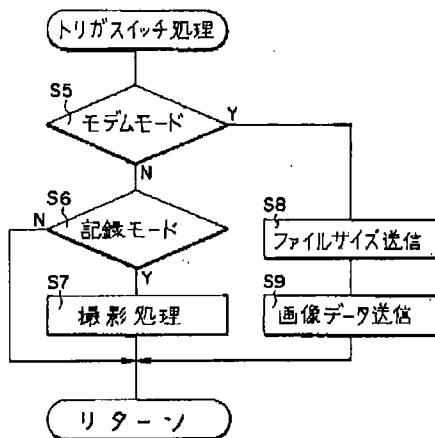 トリガスイッチ処理
S5
モデムモード
Y
N
S6
N
記録モード
Y
S8
ファイルサイズ送信
S7
撮影処理
S9
画像データ送信
リターン